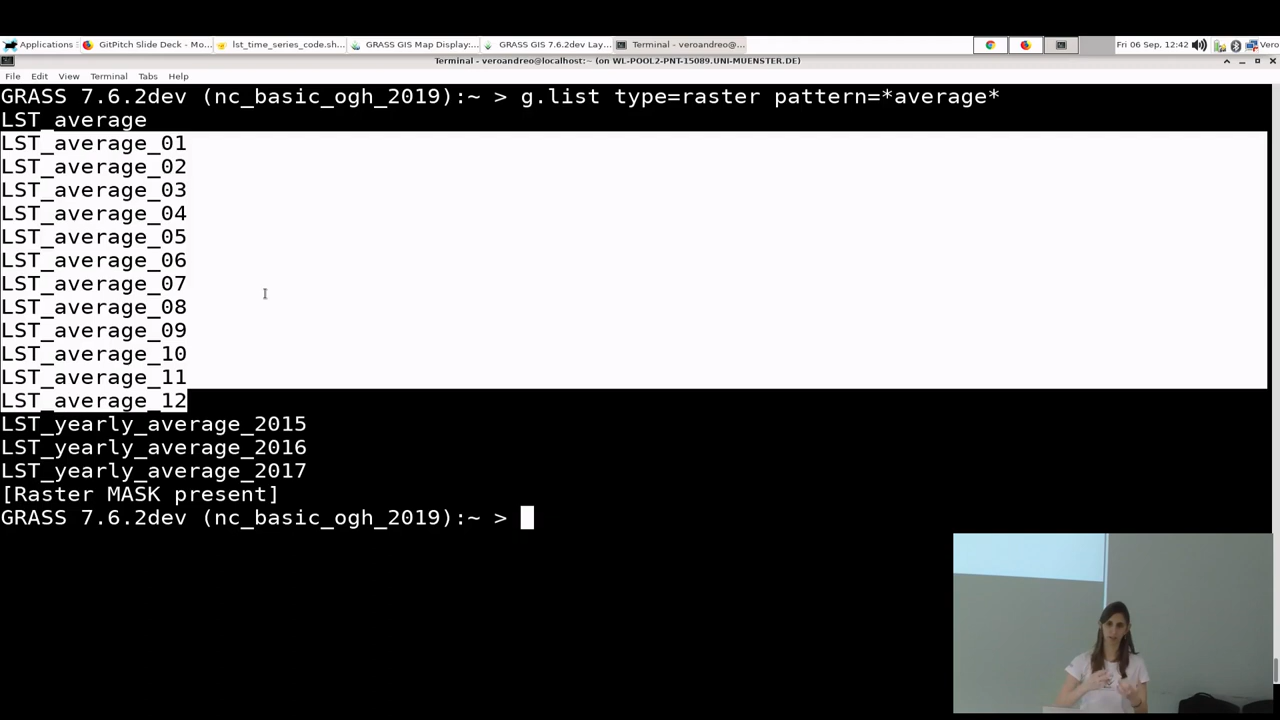 Applications
GitPitch Slide Deck - Mo...
lst_time_series_code.sh...
GRASS GIS Map Display:...
GRASS GIS 7.6.2dev Lay...
Terminal - veroandreo@...
Fri 06 Sep, 12:42
Vero
Terminal - veroandreo@localhost:~ (on WL-POOL2-PNT-15089.UNI-MUENSTER.DE)
File Edit View Terminal Tabs Help
GRASS 7.6.2dev (nc_basic_ogh_2019):~ > g.list type=raster pattern=*average*
LST_average
LST_average_01
LST_average_02
LST_average_03
LST_average_04
LST_average_05
LST_average_06
LST_average_07
LST_average_08
LST_average_09
LST_average_10
LST_average_11
LST_average_12
LST_yearly_average_2015
LST_yearly_average_2016
LST_yearly_average_2017
[Raster MASK present]
GRASS 7.6.2dev (nc_basic_ogh_2019):~ >